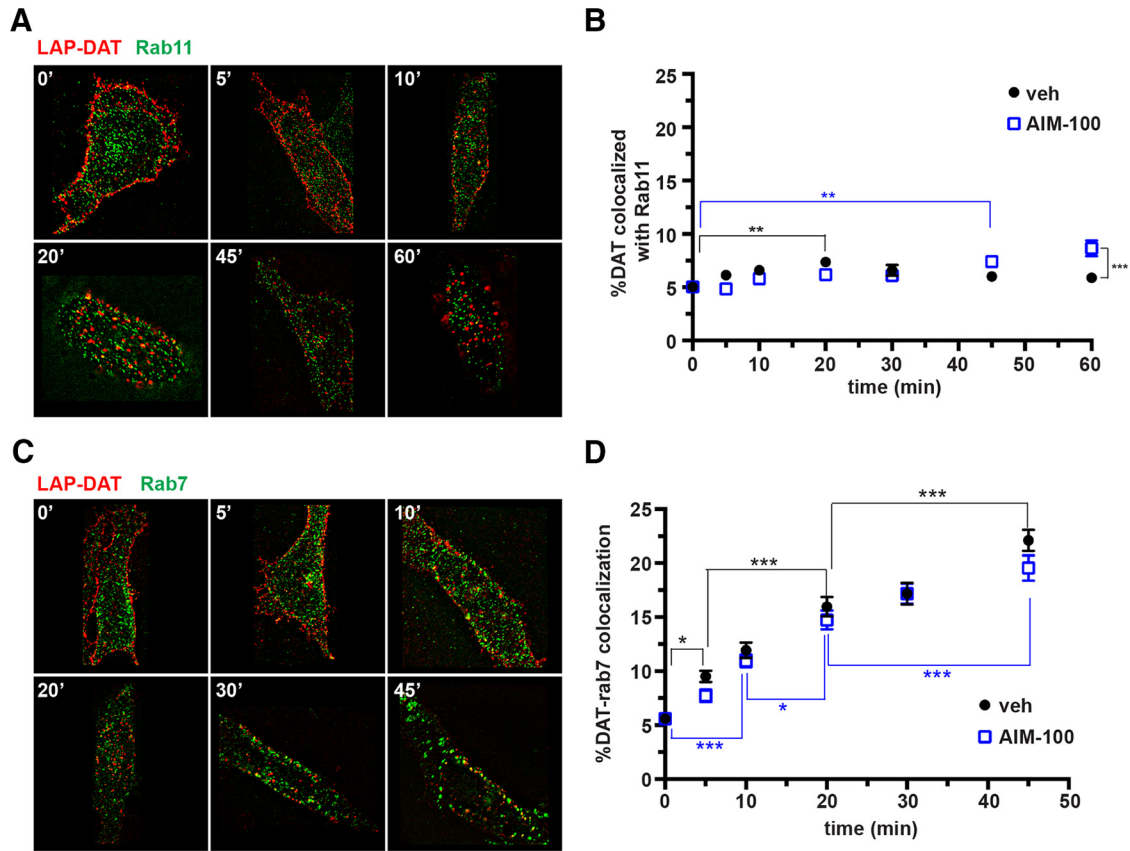 A
LAP-DAT Rab11
0’ 5’ 10’
20’ 45’ 60’
B
%DAT colocalized
with Rab11
25
20
15
10
5
0
veh
AIM-100
**
**
***
0 10 20 30 40 50 60
time (min)
C
LAP-DAT Rab7
0’ 5’ 10’
20’ 30’ 45’
D
%DAT-rab7 colocalization
25
20
15
10
5
0
***
***
*
***
*
***
veh
AIM-100
0 10 20 30 40 50
time (min)